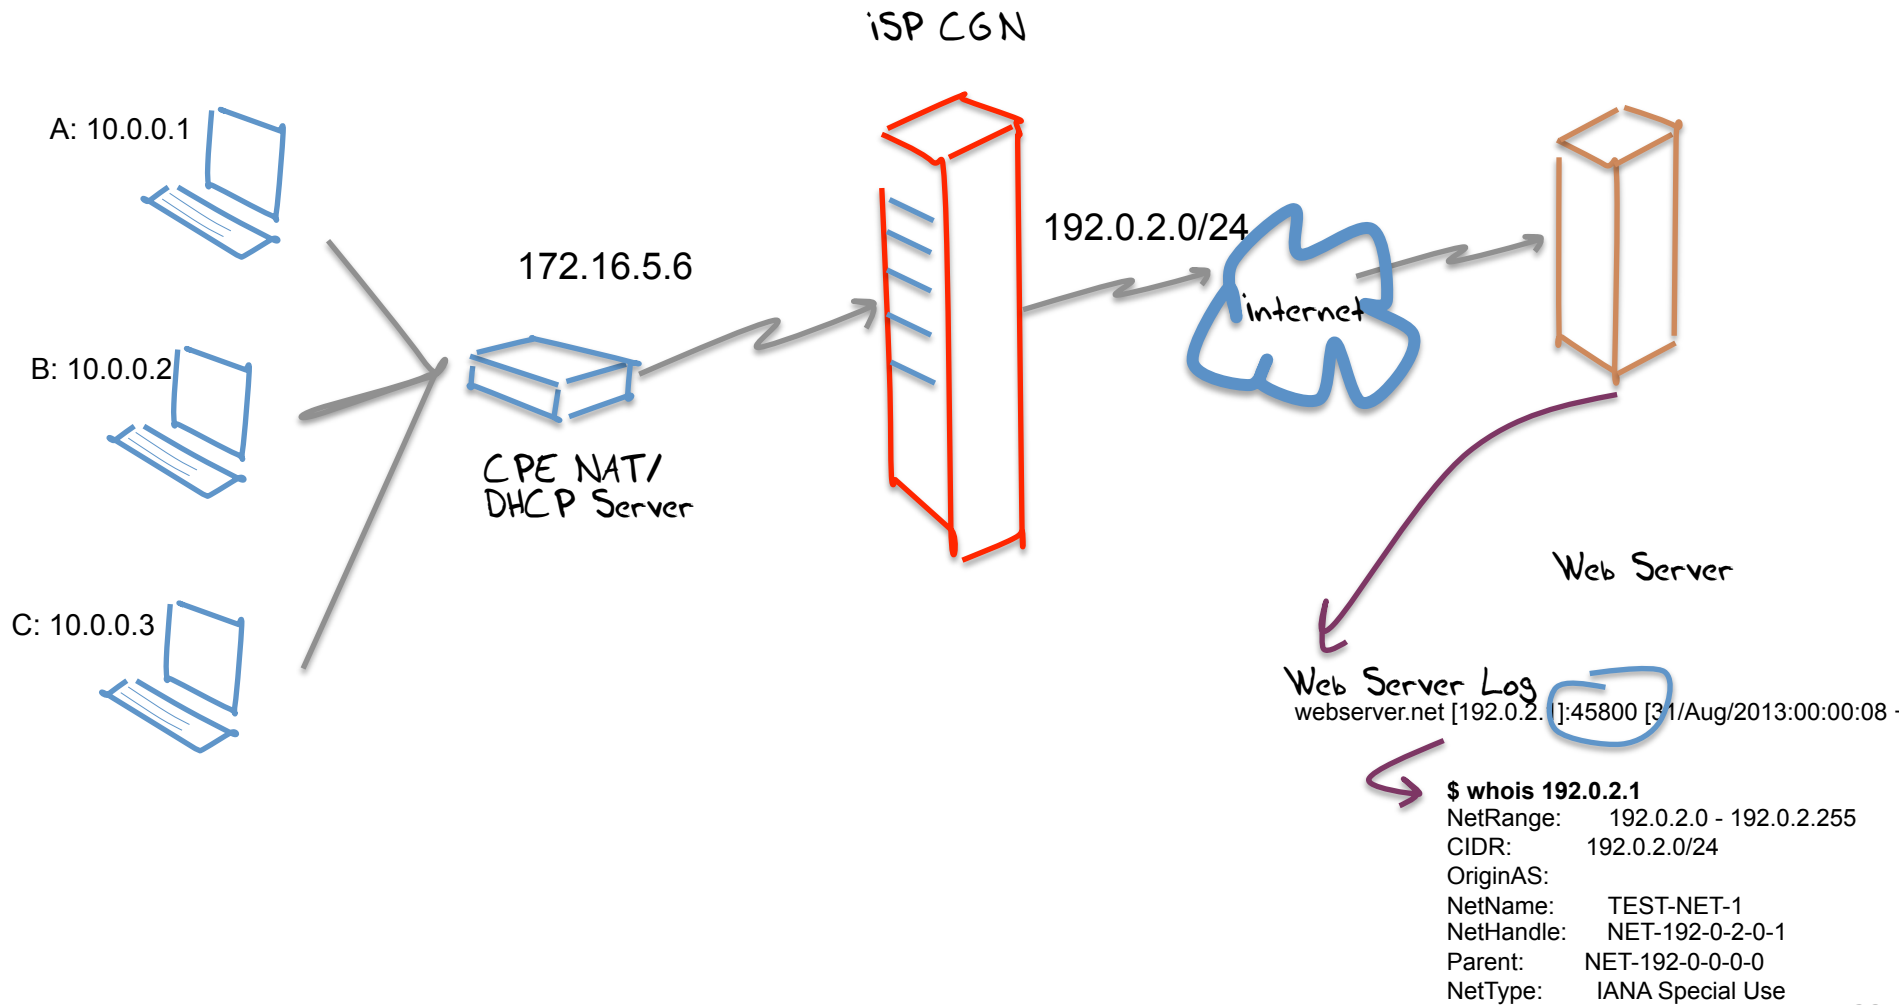 iSP CGN
A: 10.0.0.1
192.0.2.0/24
172.16.5.6
internet
B: 10.0.0.2
CPE NAT/
DHCP Server
Web Server
C: 10.0.0.3
Web Server Log
webserver.net [192.0.2.1]:45800 [31/Aug/2013:00:00:08
$ whois 192.0.2.1
NetRange: 192.0.2.0 - 192.0.2.255
CIDR: 192.0.2.0/24
OriginAS:
NetName: TEST-NET-1
NetHandle: NET-192-0-2-0-1
Parent: NET-192-0-0-0-0
NetType: IANA Special Use